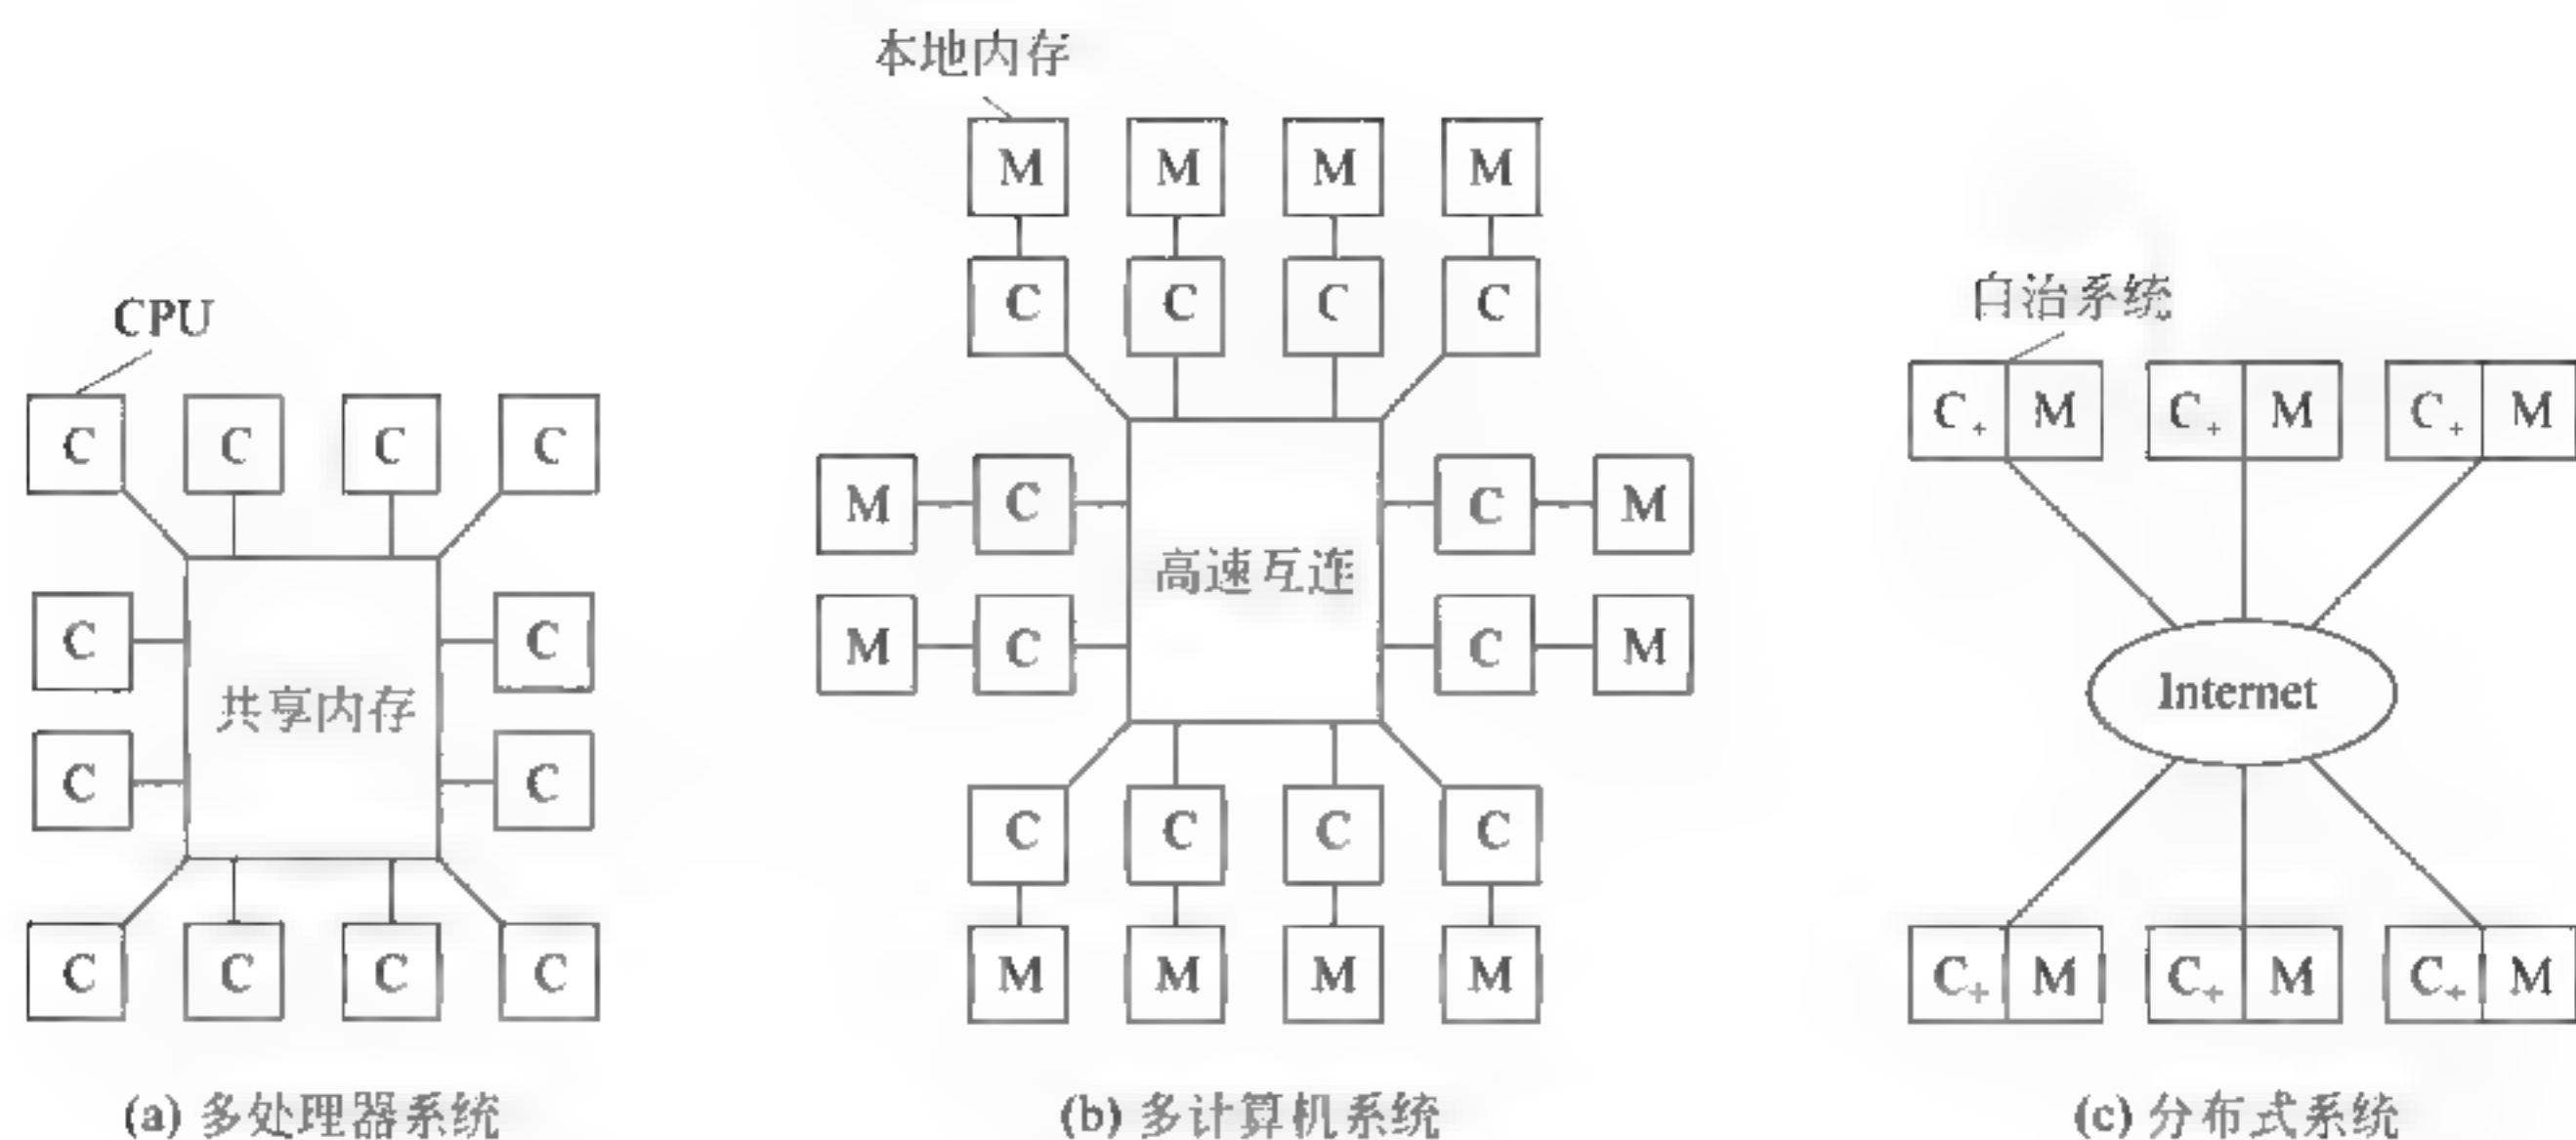 本地内存
M M M M
C C C C
CPU
C C C C
M C 高速互连 C M
M C C M
C 共享内存 C
C C
C C C C
C C C C
M M M M
自治系统
C+ M C+ M C+ M
Internet
C+ M C+ M C+ M
(a) 多处理器系统
(b) 多计算机系统
(c) 分布式系统